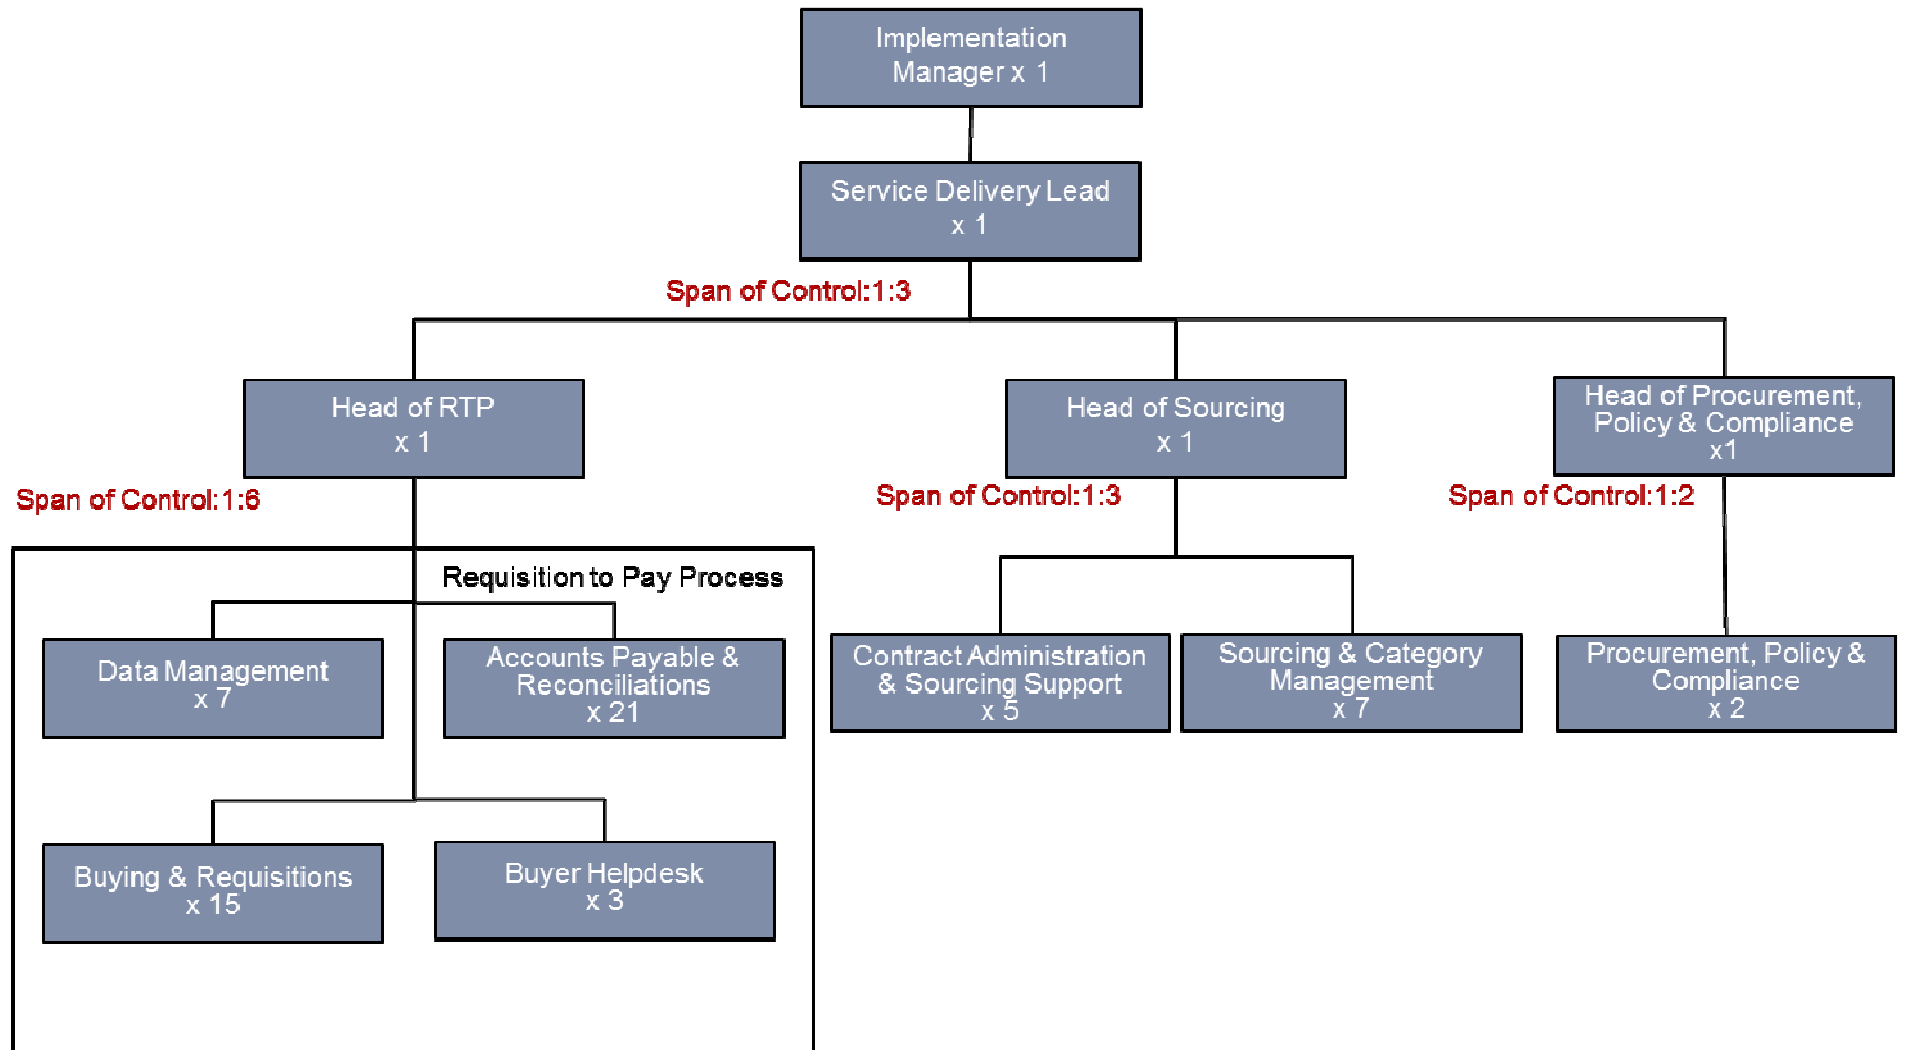 Implementation
Manager x 1
Service Delivery Lead
x 1
Span of Control:1:3
Head of RTP
x 1
Head of Sourcing
x 1
Head of Procurement,
Policy & Compliance
x1
Span of Control:1:6
Span of Control:1:3
Span of Control:1:2
Requisition to Pay Process
Data Management
x 7
Accounts Payable &
Reconciliations
x 21
Contract Administration
& Sourcing Support
x 5
Sourcing & Category
Management
x 7
Procurement, Policy &
Compliance
x 2
Buying & Requisitions
x 15
Buyer Helpdesk
x 3